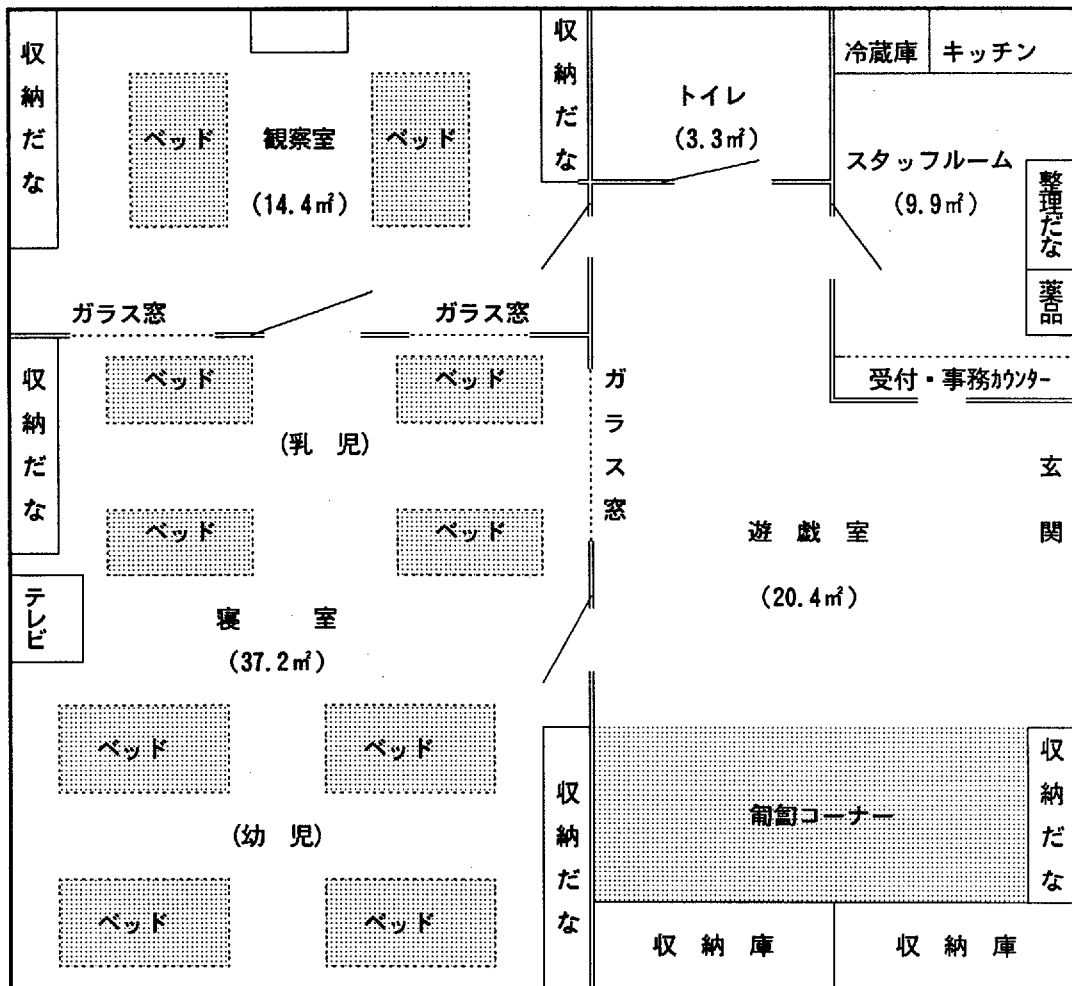 収納だな
ベッド
観察室
(14.4㎡)
ベッド
収納だな
トイレ
(3.3㎡)
冷蔵庫
キッチン
スタッフルーム
(9.9㎡)
整理だな
薬品
受付・事務カウンター
ガラス窓
ガラス窓
収納だな
ベッド
ベッド
(乳 児)
ベッド
ベッド
テレビ
寝 室
(37.2㎡)
ベッド
ベッド
(幼 児)
ベッド
ベッド
収納だな
ガラス窓
玄関
遊 戯 室
(20.4㎡)
葡匐コーナー
収納だな
収 納 庫
収 納 庫